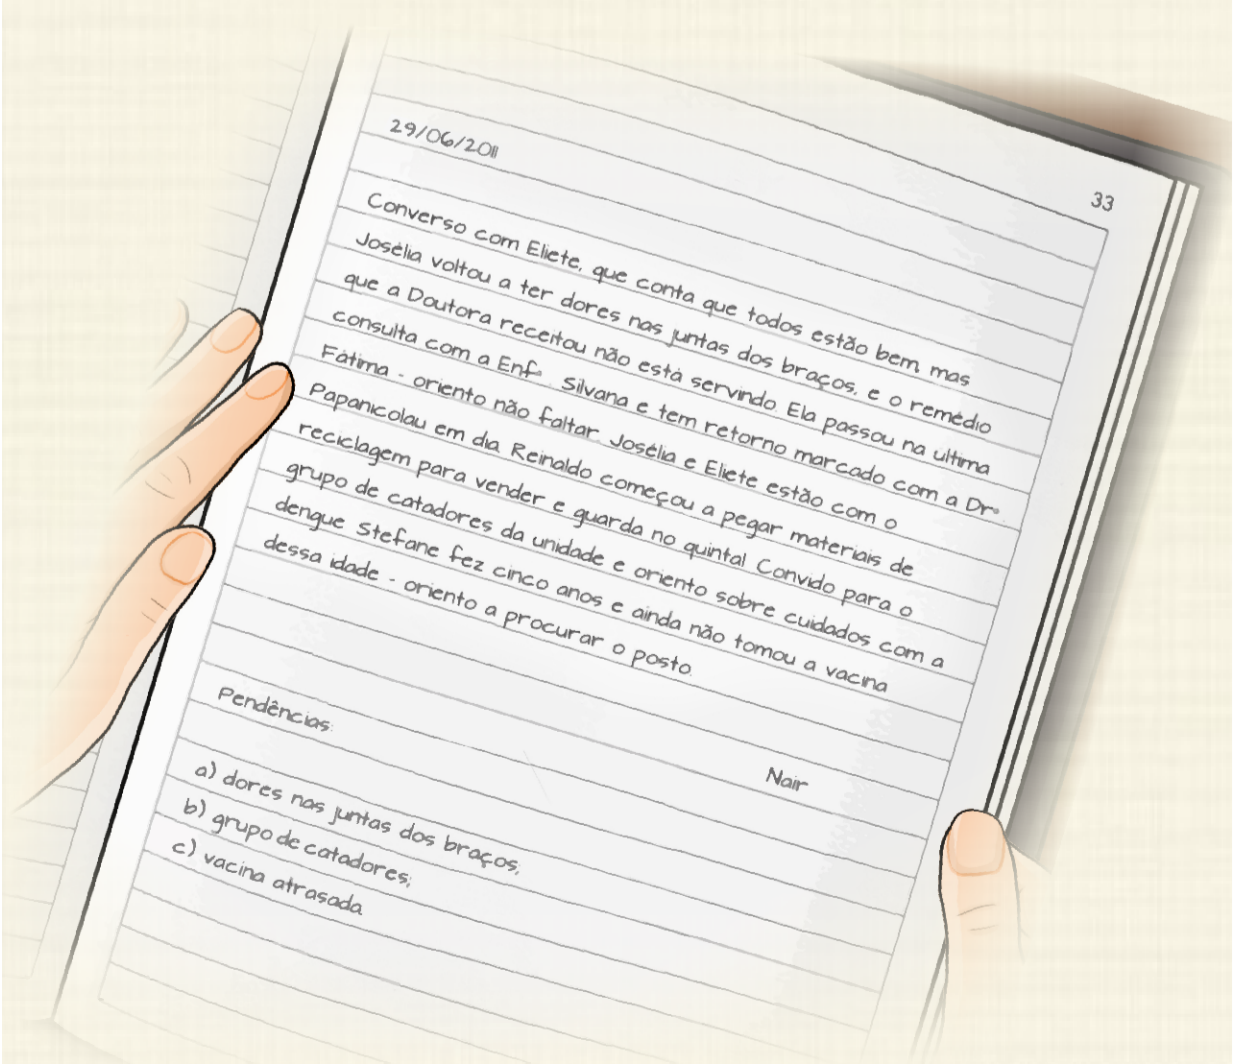 29/06/2011
33
Converso com Eliete, que conta que todos estão bem, mas
Josélia voltou a ter dores nas juntas dos braços, e o remédio
que a Doutora receitou não está servindo. Ela passou na última
consulta com a Enfª. Silvana e tem retorno marcado com a Drª.
Fátima - oriento não faltar. Josélia e Eliete estão com o
Papanicolau em dia. Reinaldo começou a pegar materiais de
reciclagem para vender e guarda no quintal. Convido para o
grupo de catadores da unidade e oriento sobre cuidados com a
dengue. Stefane fez cinco anos e ainda não tomou a vacina
dessa idade - oriento a procurar o posto.
Nair
Pendências:
a) dores nas juntas dos braços;
b) grupo de catadores;
c) vacina atrasada.